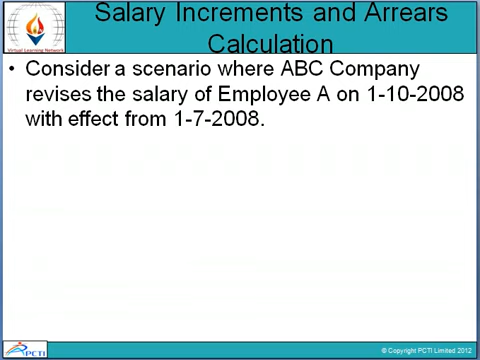 Salary Increments and Arrears
Calculation
Virtual Learning Network
• Consider a scenario where ABC Company
revises the salary of Employee A on 1-10-2008
with effect from 1-7-2008.
PCTI
© Copyright PCTI Limited 2012